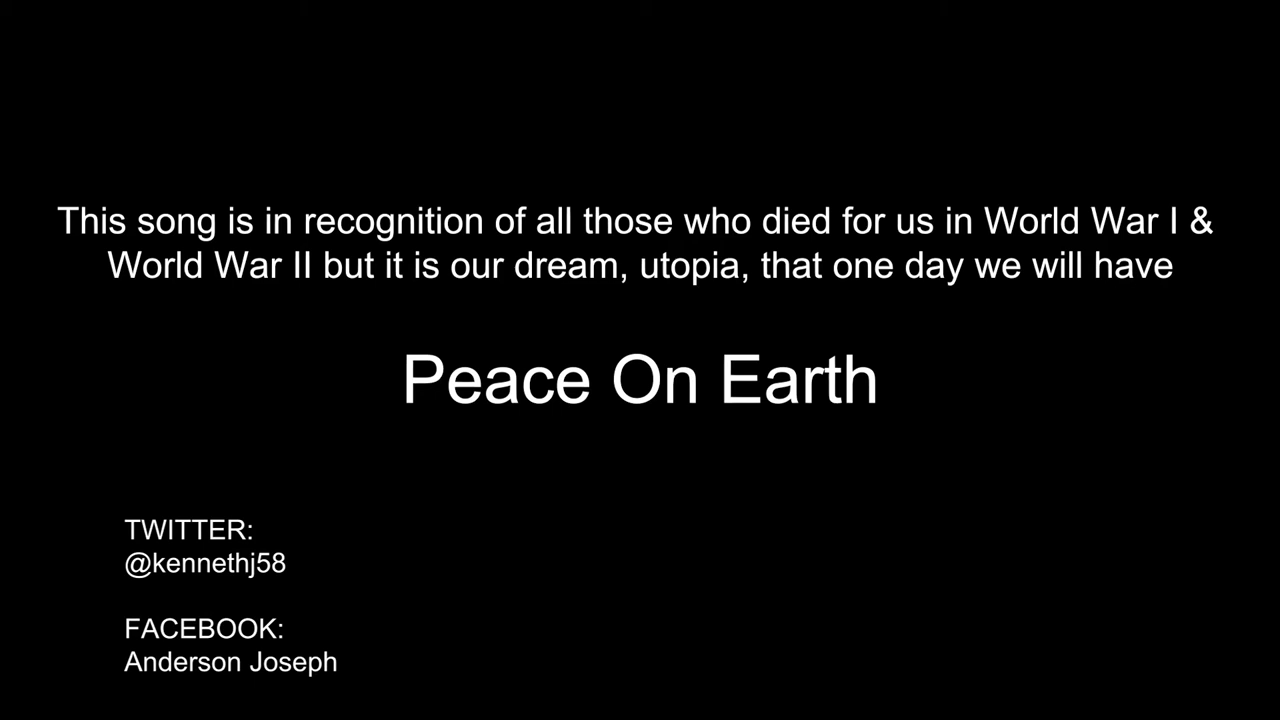 This song is in recognition of all those who died for us in World War I &
World War II but it is our dream, utopia, that one day we will have
Peace On Earth
TWITTER:
@kennethj58
FACEBOOK:
Anderson Joseph